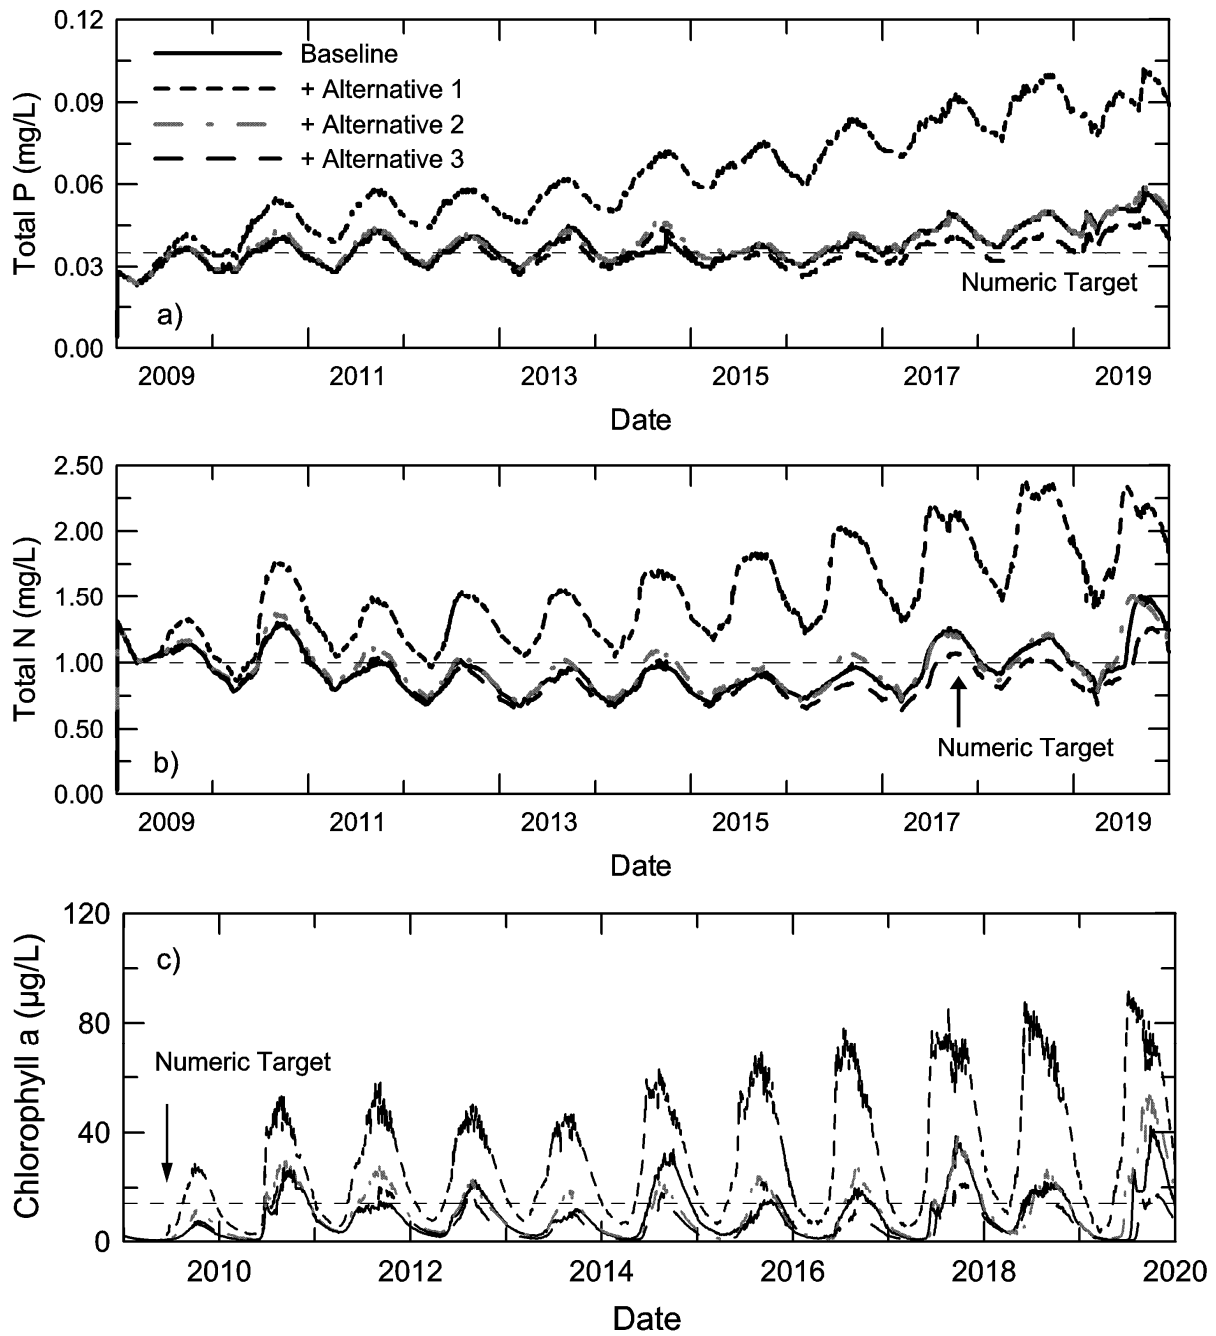 0.12
0.09
0.06
0.03
0.00
Total P (mg/L)
Baseline
+ Alternative 1
+ Alternative 2
+ Alternative 3
Numeric Target
a)
2009 2011 2013 2015 2017 2019
Date
2.50
2.00
1.50
1.00
0.50
0.00
Total N (mg/L)
b)
Numeric Target
2009 2011 2013 2015 2017 2019
Date
120
80
40
0
Chlorophyll a (µg/L)
c)
Numeric Target
2010 2012 2014 2016 2018 2020
Date